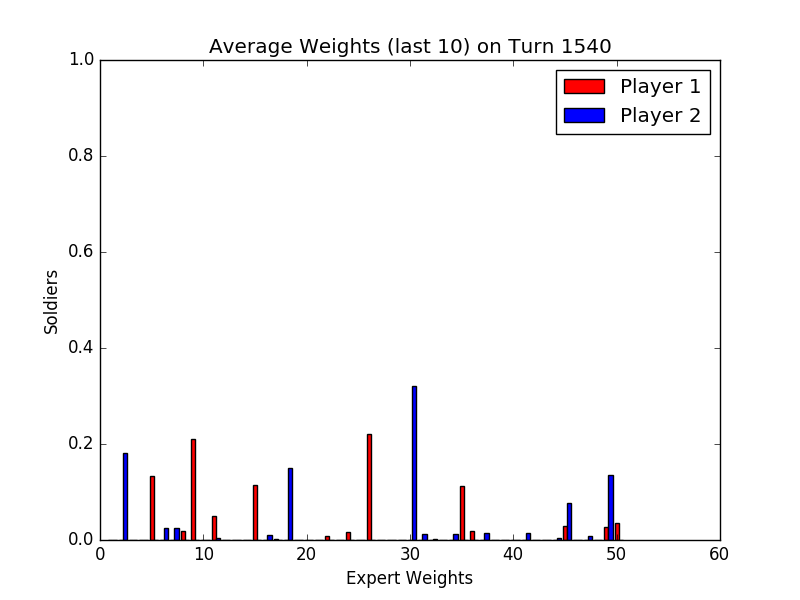 Average Weights (last 10) on Turn 1540
1.0
0.8
0.6
0.4
0.2
0.0
Soldiers
Player 1
Player 2
0 10 20 30 40 50 60
Expert Weights